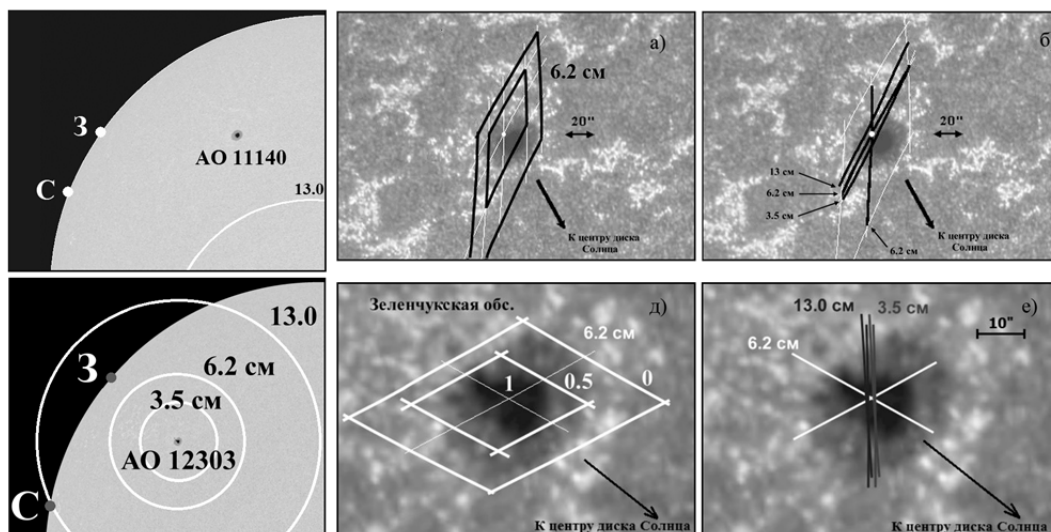 З
С
АО 11140
13.0
а)
6.2 см
20"
К центру диска
Солнца
б
20"
13 см
6.2 см
3.5 см
К центру диска
Солнца
6.2 см
13.0
6.2 см
З
3.5 см
АО 12303
С
Зеленчукская обс.
д)
6.2 см
1
0.5
0
К центру диска Солнца
13.0 см
3.5 см
е)
6.2 см
10"
К центру диска Солнца